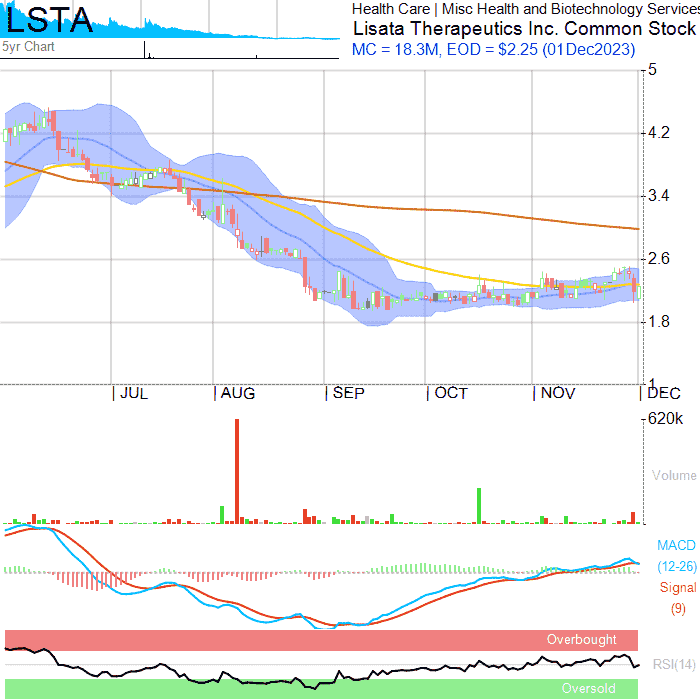 LSTA
5yr Chart
Health Care | Misc Health and Biotechnology Services
Lisata Therapeutics Inc. Common Stock
MC = 18.3M, EOD = $2.25 (01Dec2023)
5
4.2
3.4
2.6
1.8
1
JUL
AUG
SEP
OCT
NOV
DEC
620k
Volume
MACD
(12-26)
Signal
(9)
Overbought
RSI(14)
Oversold